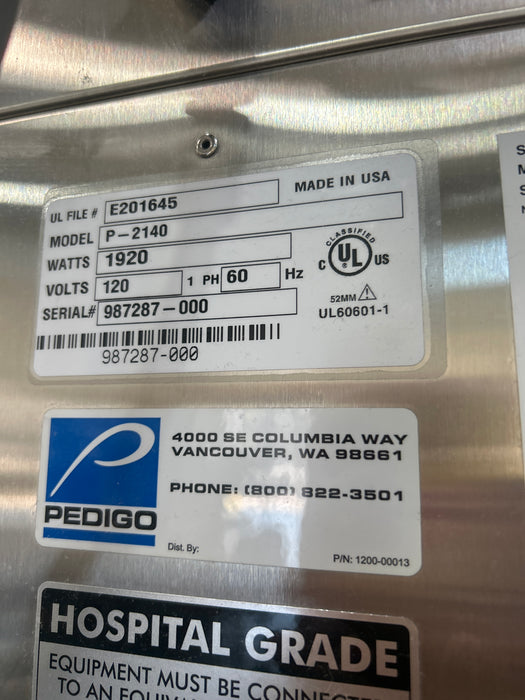 UL FILE # E201645 MADE IN USA
MODEL P-2140
WATTS 1920
VOLTS 120 1 PH 60 Hz
SERIAL# 987287-000
987287-000
CLASSIFIED
C UL US
52MM
UL60601-1
4000 SE COLUMBIA WAY
VANCOUVER, WA 98661
PHONE: (800) 822-3501
PEDIGO
Dist. By:
P/N: 1200-00013
HOSPITAL GRADE
EQUIPMENT MUST BE CONNECTED
TO AN